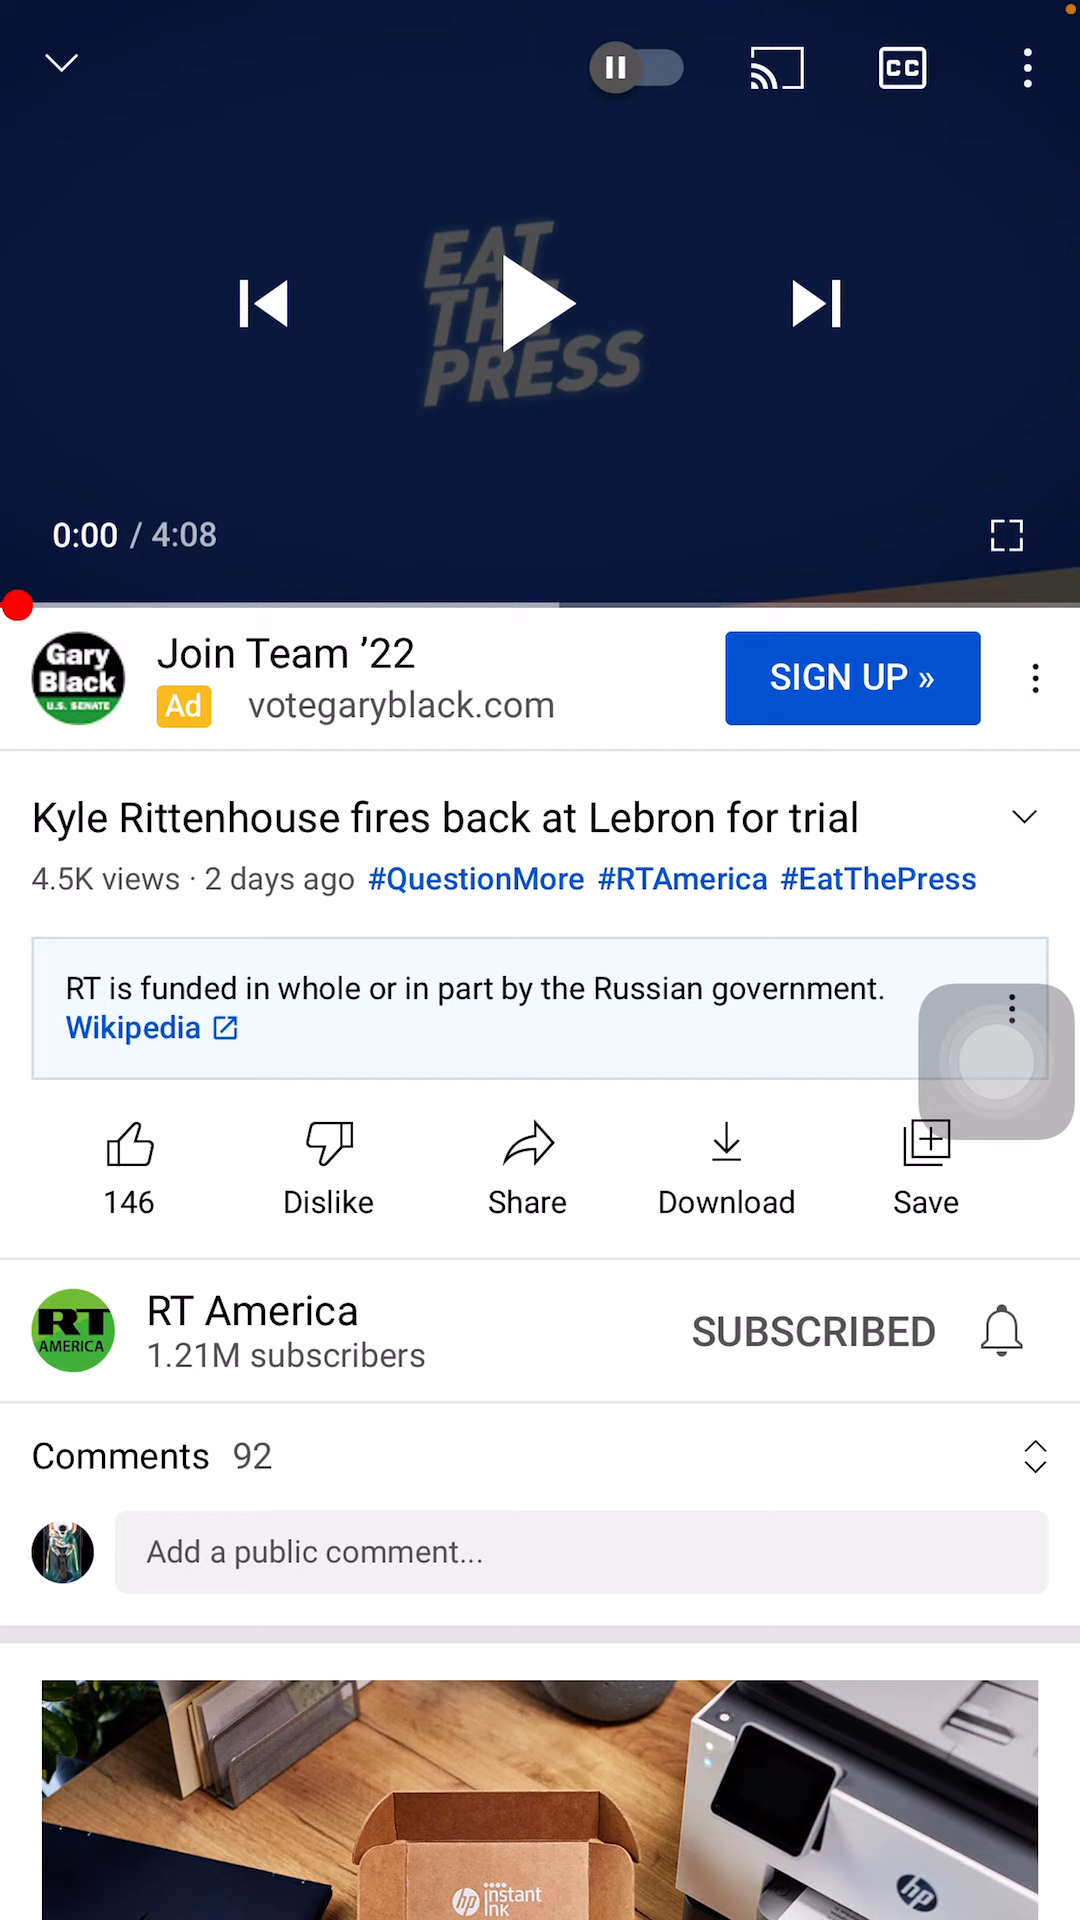 CC
EAT
THE
PRESS
0:00 / 4:08
Gary
Black
U.S. SENATE
Join Team ’22
Ad votegaryblack.com
SIGN UP »
Kyle Rittenhouse fires back at Lebron for trial
4.5K views · 2 days ago #QuestionMore #RTAmerica #EatThePress
RT is funded in whole or in part by the Russian government.
Wikipedia
146
Dislike
Share
Download
Save
RT
AMERICA
RT America
1.21M subscribers
SUBSCRIBED
Comments 92
Add a public comment...
hp instant
ink
hp